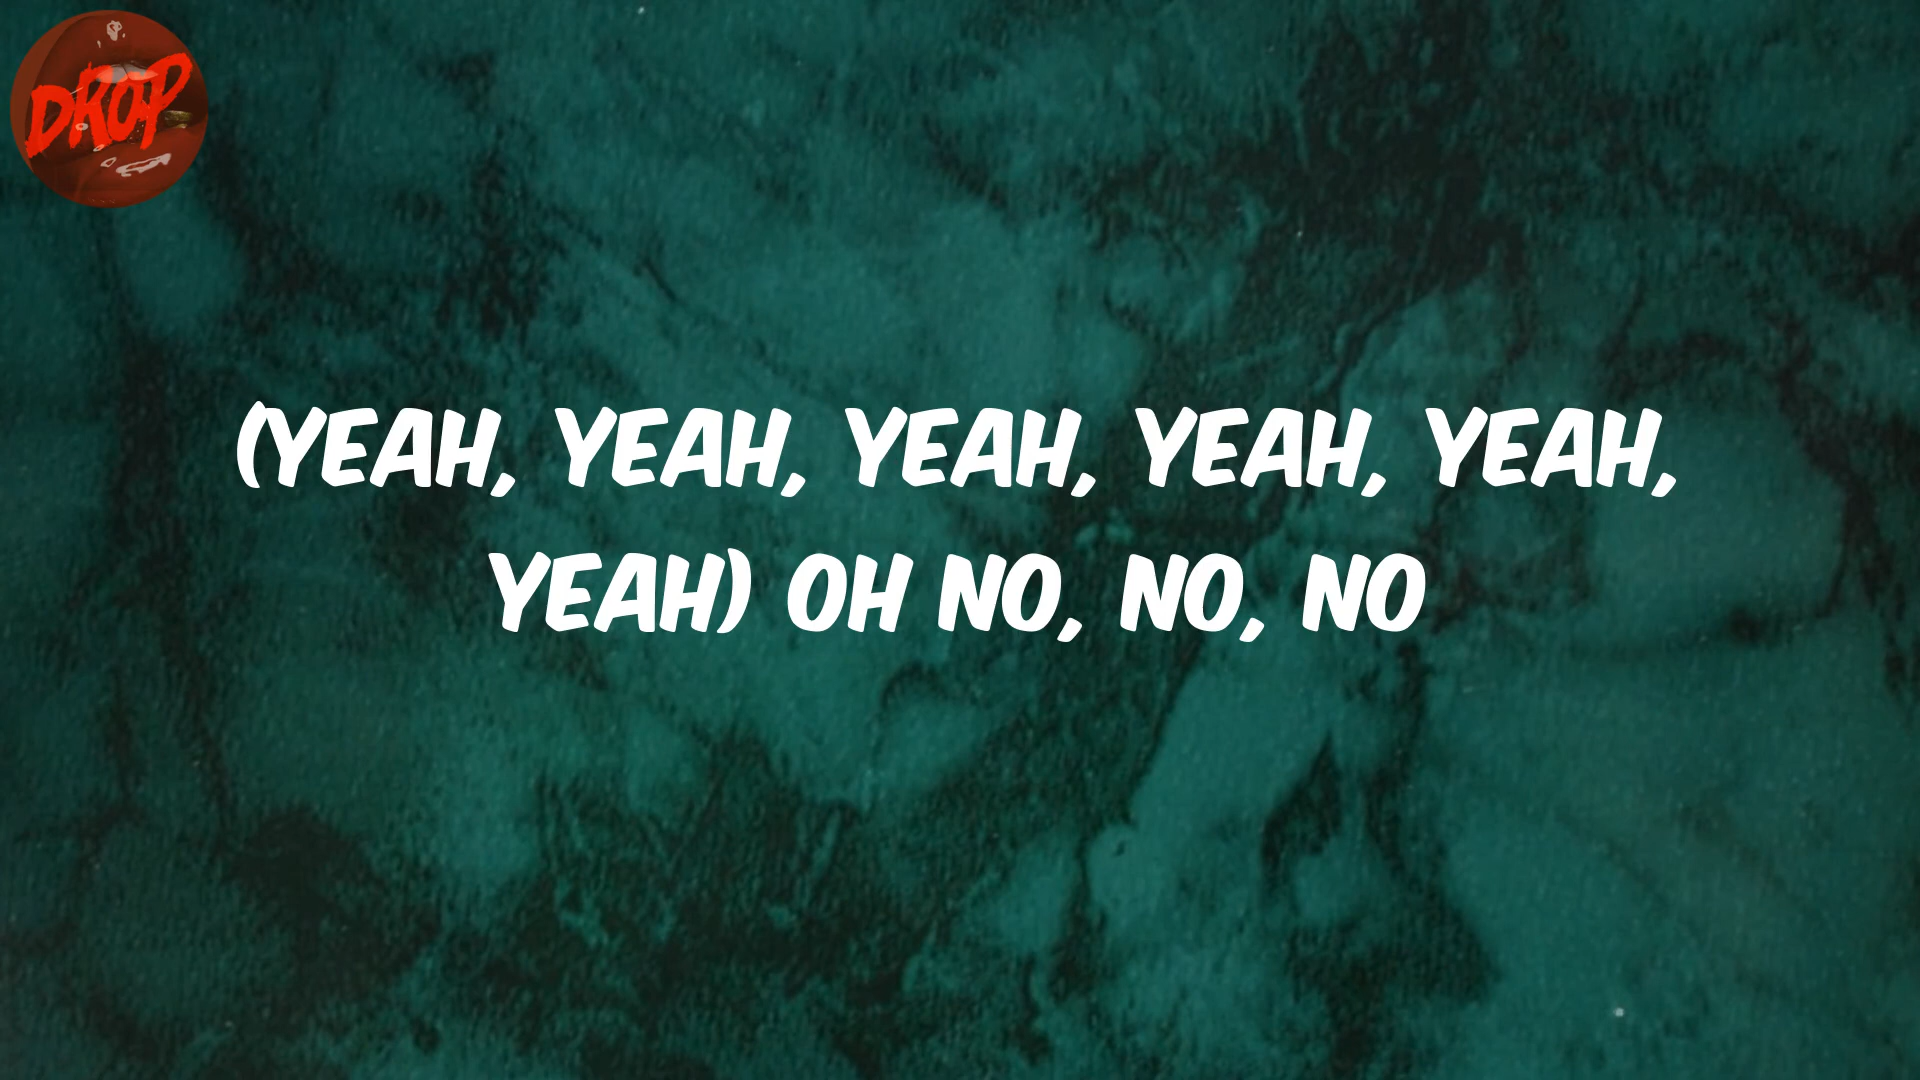 DROP
(YEAH, YEAH, YEAH, YEAH, YEAH,
YEAH) OH NO, NO, NO